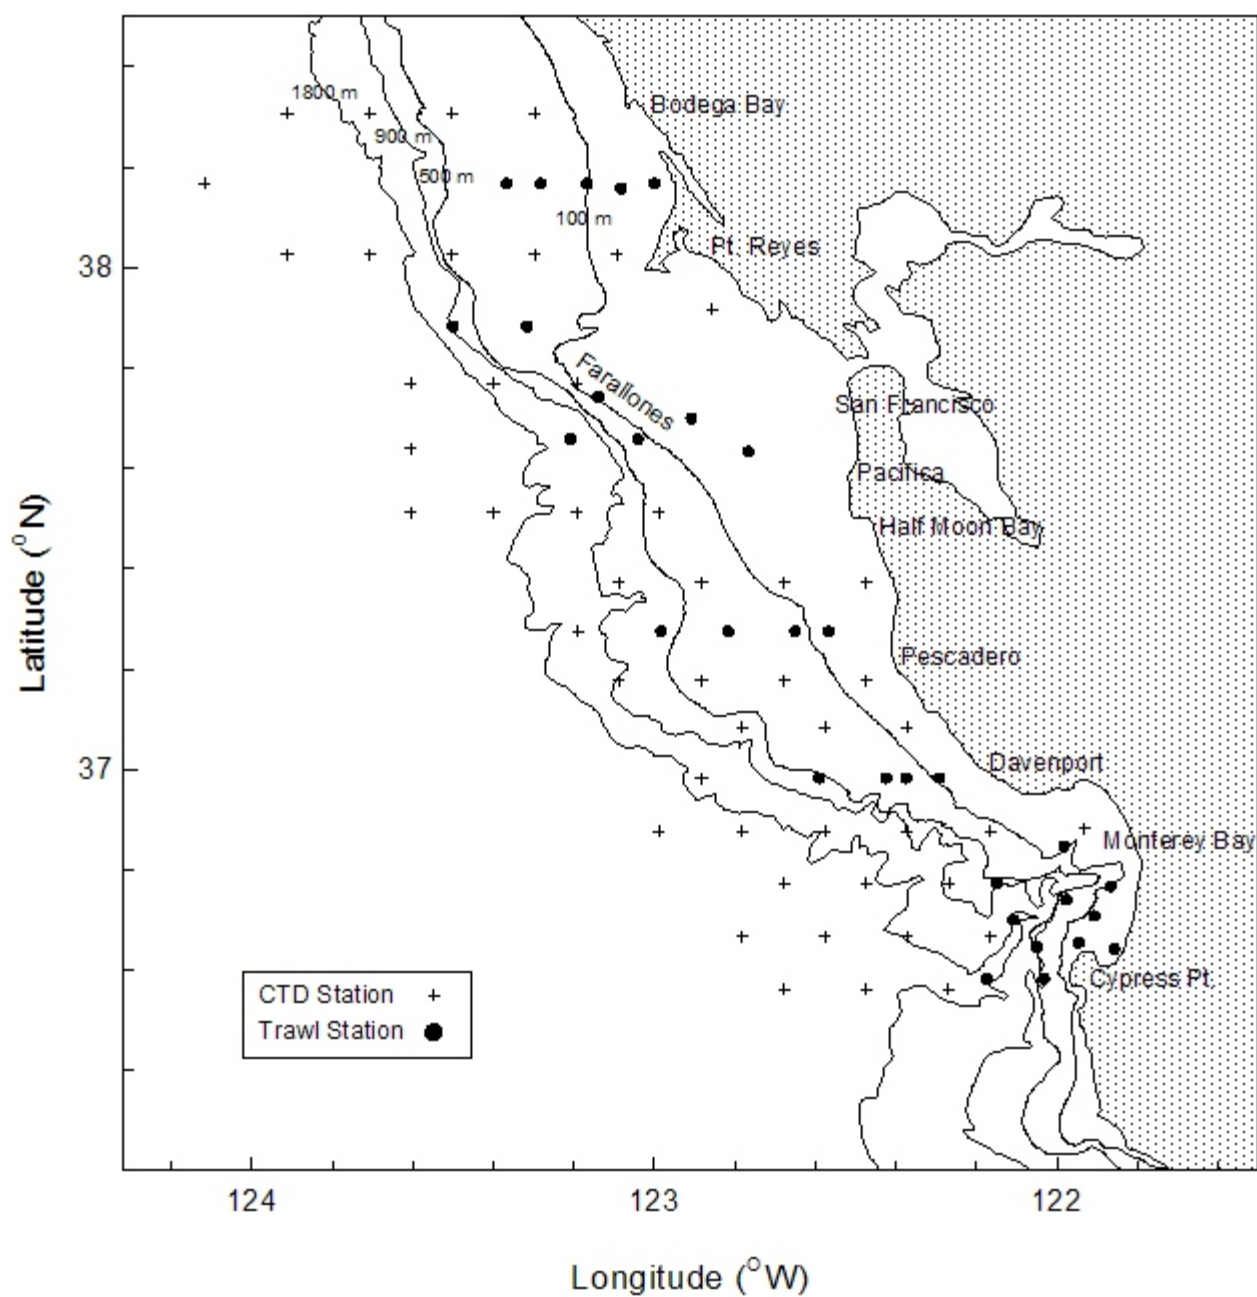 Bodega Bay
1800 m
900 m
500 m
100 m
Pt. Reyes
38
Farallones
San Francisco
Pacifica
Half Moon Bay
Latitude (°N)
Pescadero
37
Davenport
Monterey Bay
Cypress Pt.
CTD Station +
Trawl Station ●
124 123 122
Longitude (°W)